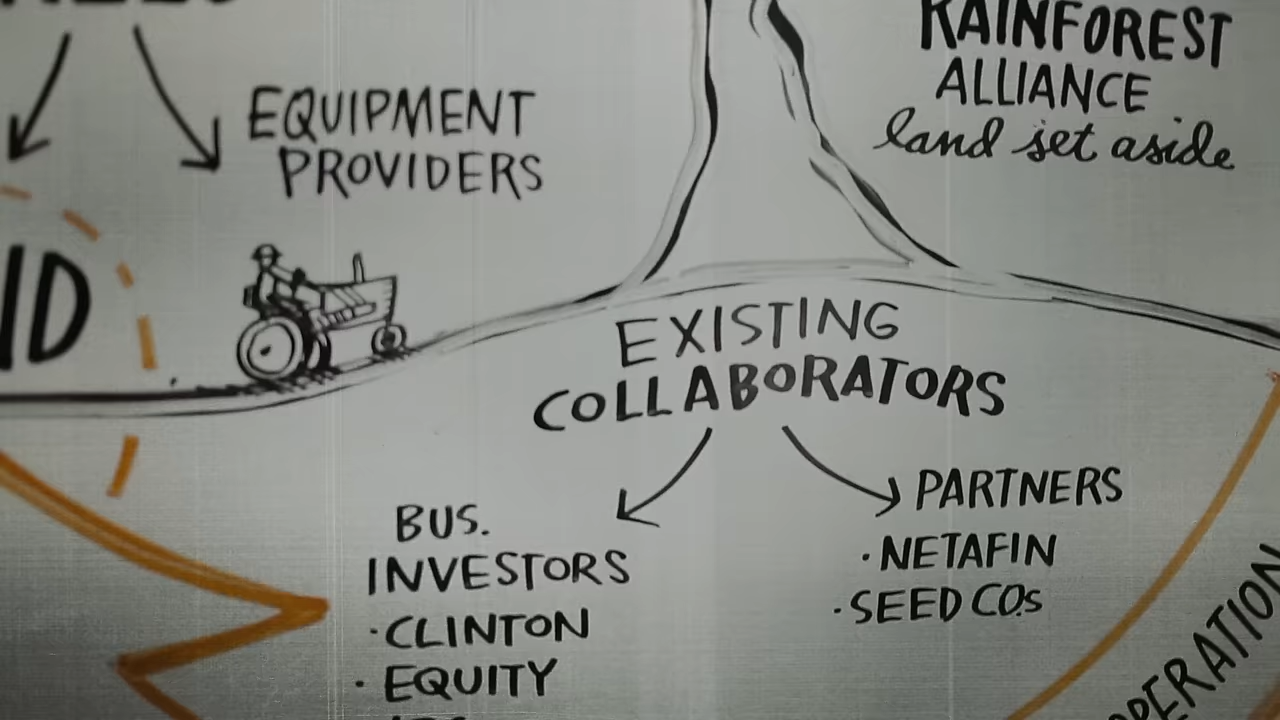 EQUIPMENT
PROVIDERS
RAINFOREST
ALLIANCE
land set aside
EXISTING
COLLABORATORS
BUS.
INVESTORS
· CLINTON
· EQUITY
PARTNERS
· NETAFIN
· SEED COs